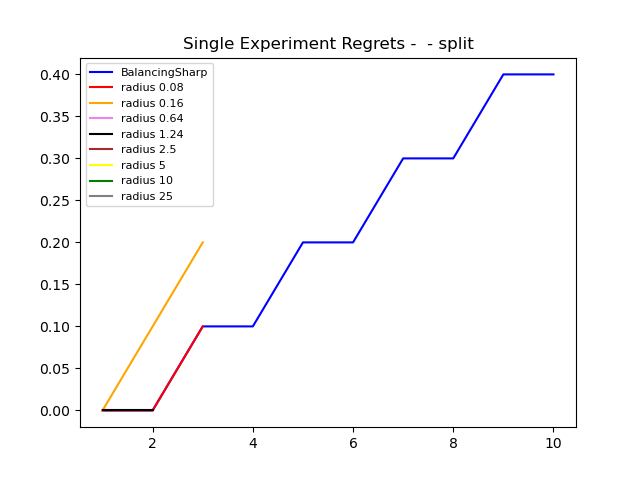 Single Experiment Regrets -  - split
0.40
0.35
0.30
0.25
0.20
0.15
0.10
0.05
0.00
BalancingSharp
radius 0.08
radius 0.16
radius 0.64
radius 1.24
radius 2.5
radius 5
radius 10
radius 25
2 4 6 8 10